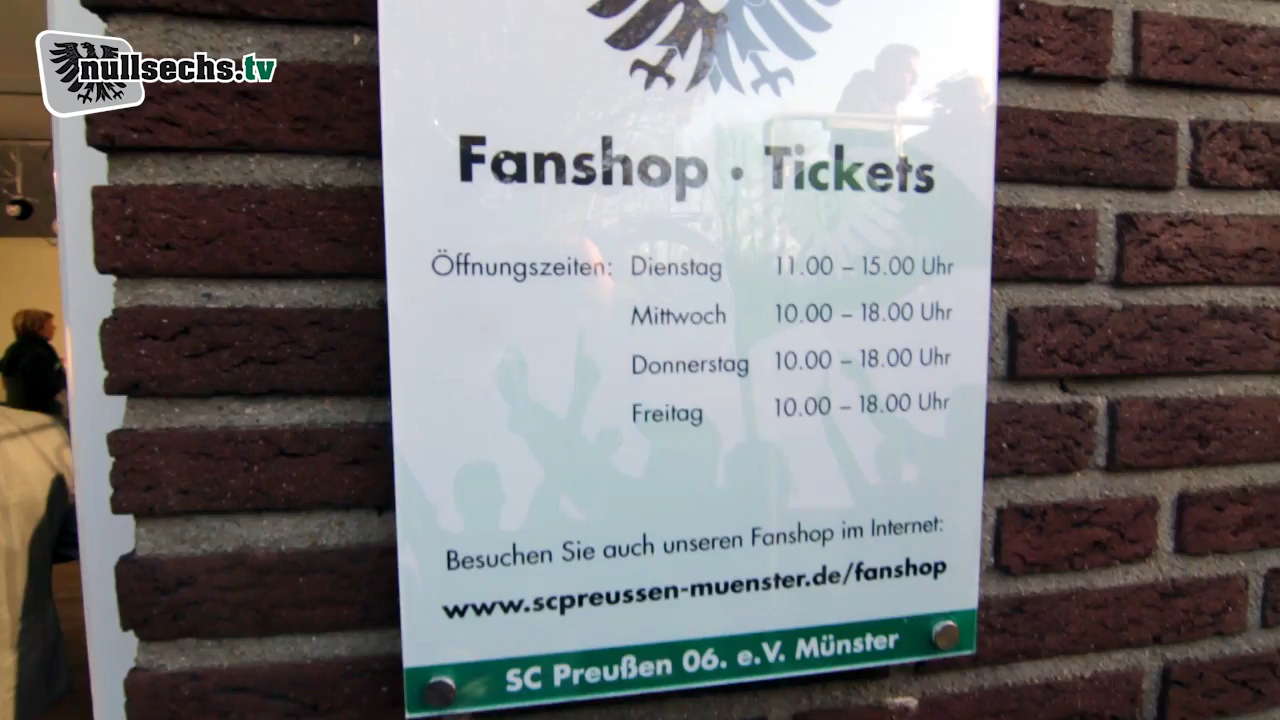 nullsechs.tv
Fanshop · Tickets
Öffnungszeiten: Dienstag 11.00 – 15.00 Uhr
Mittwoch 10.00 – 18.00 Uhr
Donnerstag 10.00 – 18.00 Uhr
Freitag 10.00 – 18.00 Uhr
Besuchen Sie auch unseren Fanshop im Internet:
www.scpreussen-muenster.de/fanshop
SC Preußen 06. e.V. Münster